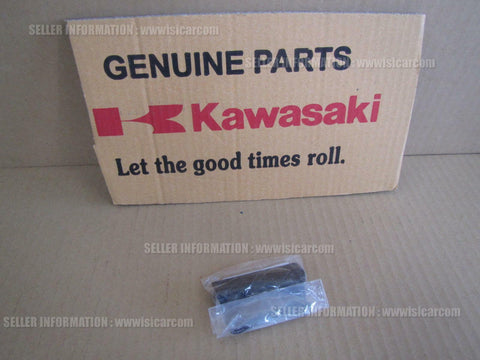 SELLER INFORMATION : wwwisicarcom
SELLER INFORMATION : wwwisicarcom
GENUINE PARTS
Kawasaki
Let the good times roll.
SELLER INFORMATION : wwwisicarcom
SELLER INFORMATION : wwwisicarcom
SELLER INFORMATION : wwwisicarcom